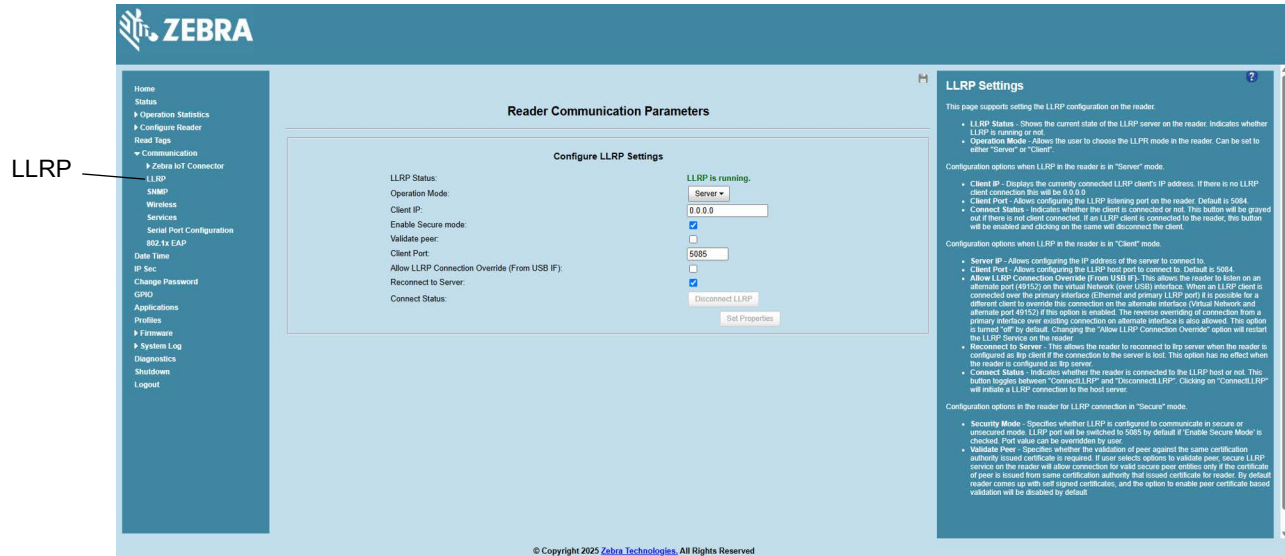 ZEBRA
LLRP
Home
Status
Operation Statistics
Configure Reader
Read Tags
Communication
Zebra IoT Connector
LLRP
SNMP
Wireless
Services
Serial Port Configuration
802.1x EAP
Date Time
IP Sec
Change Password
GPIO
Applications
Profiles
Firmware
System Log
Diagnostics
Shutdown
Logout
Reader Communication Parameters
Configure LLRP Settings
LLRP Status: LLRP is running.
Operation Mode: Server
Client IP: 0.0.0.0
Enable Secure mode:
Validate peer:
Client Port: 5085
Allow LLRP Connection Override (From USB IF):
Reconnect to Server:
Connect Status: Disconnect LLRP
Set Properties
?
LLRP Settings
This page supports setting the LLRP configuration on the reader.
• LLRP Status - Shows the current state of the LLRP server on the reader. Indicates whether
LLRP is running or not.
• Operation Mode - Allows the user to choose the LLPR mode in the reader. Can be set to
either "Server" or "Client".
Configuration options when LLRP in the reader is in "Server" mode.
• Client IP - Displays the currently connected LLRP client's IP address. If there is no LLRP
client connection this will be 0.0.0.0
• Client Port - Allows configuring the LLRP listening port on the reader. Default is 5084.
• Connect Status - Indicates whether the client is connected or not. This button will be grayed
out if there is not client connected. If an LLRP client is connected to the reader, this button
will be enabled and clicking on the same will disconnect the client.
Configuration options when LLRP in the reader is in "Client" mode.
• Server IP - Allows configuring the IP address of the server to connect to.
• Client Port - Allows configuring the LLRP host port to connect to. Default is 5084.
• Allow LLRP Connection Override (From USB IF)- This allows the reader to listen on an
alternate port (49152) on the virtual Network (over USB) interface. When an LLRP client is
connected over the primary interface (Ethernet and primary LLRP port) it is possible for a
different client to override this connection on the alternate interface (Virtual Network and
alternate port 49152) if this option is enabled. The reverse overriding of connection from a
primary interface over existing connection on alternate interface is also allowed. This option
is turned "off" by default. Changing the "Allow LLRP Connection Override" option will restart
the LLRP Service on the reader
• Reconnect to Server - This allows the reader to reconnect to llrp server when the reader is
configured as llrp client if the connection to the server is lost. This option has no effect when
the reader is configured as llrp server.
• Connect Status - Indicates whether the reader is connected to the LLRP host or not. This
button toggles between "ConnectLLRP" and "DisconnectLLRP". Clicking on "ConnectLLRP"
will initiate a LLRP connection to the host server.
Configuration options in the reader for LLRP connection in "Secure" mode.
• Security Mode - Specifies whether LLRP is configured to communicate in secure or
unsecured mode. LLRP port will be switched to 5085 by default if 'Enable Secure Mode' is
checked. Port value can be overridden by user.
• Validate Peer - Specifies whether the validation of peer against the same certification
authority issued certificate is required. If user selects options to validate peer, secure LLRP
service on the reader will allow connection for valid secure peer entities only if the certificate
of peer is issued from same certification authority that issued certificate for reader. By default
reader comes up with self signed certificates, and the option to enable peer certificate based
validation will be disabled by default
© Copyright 2025 Zebra Technologies. All Rights Reserved